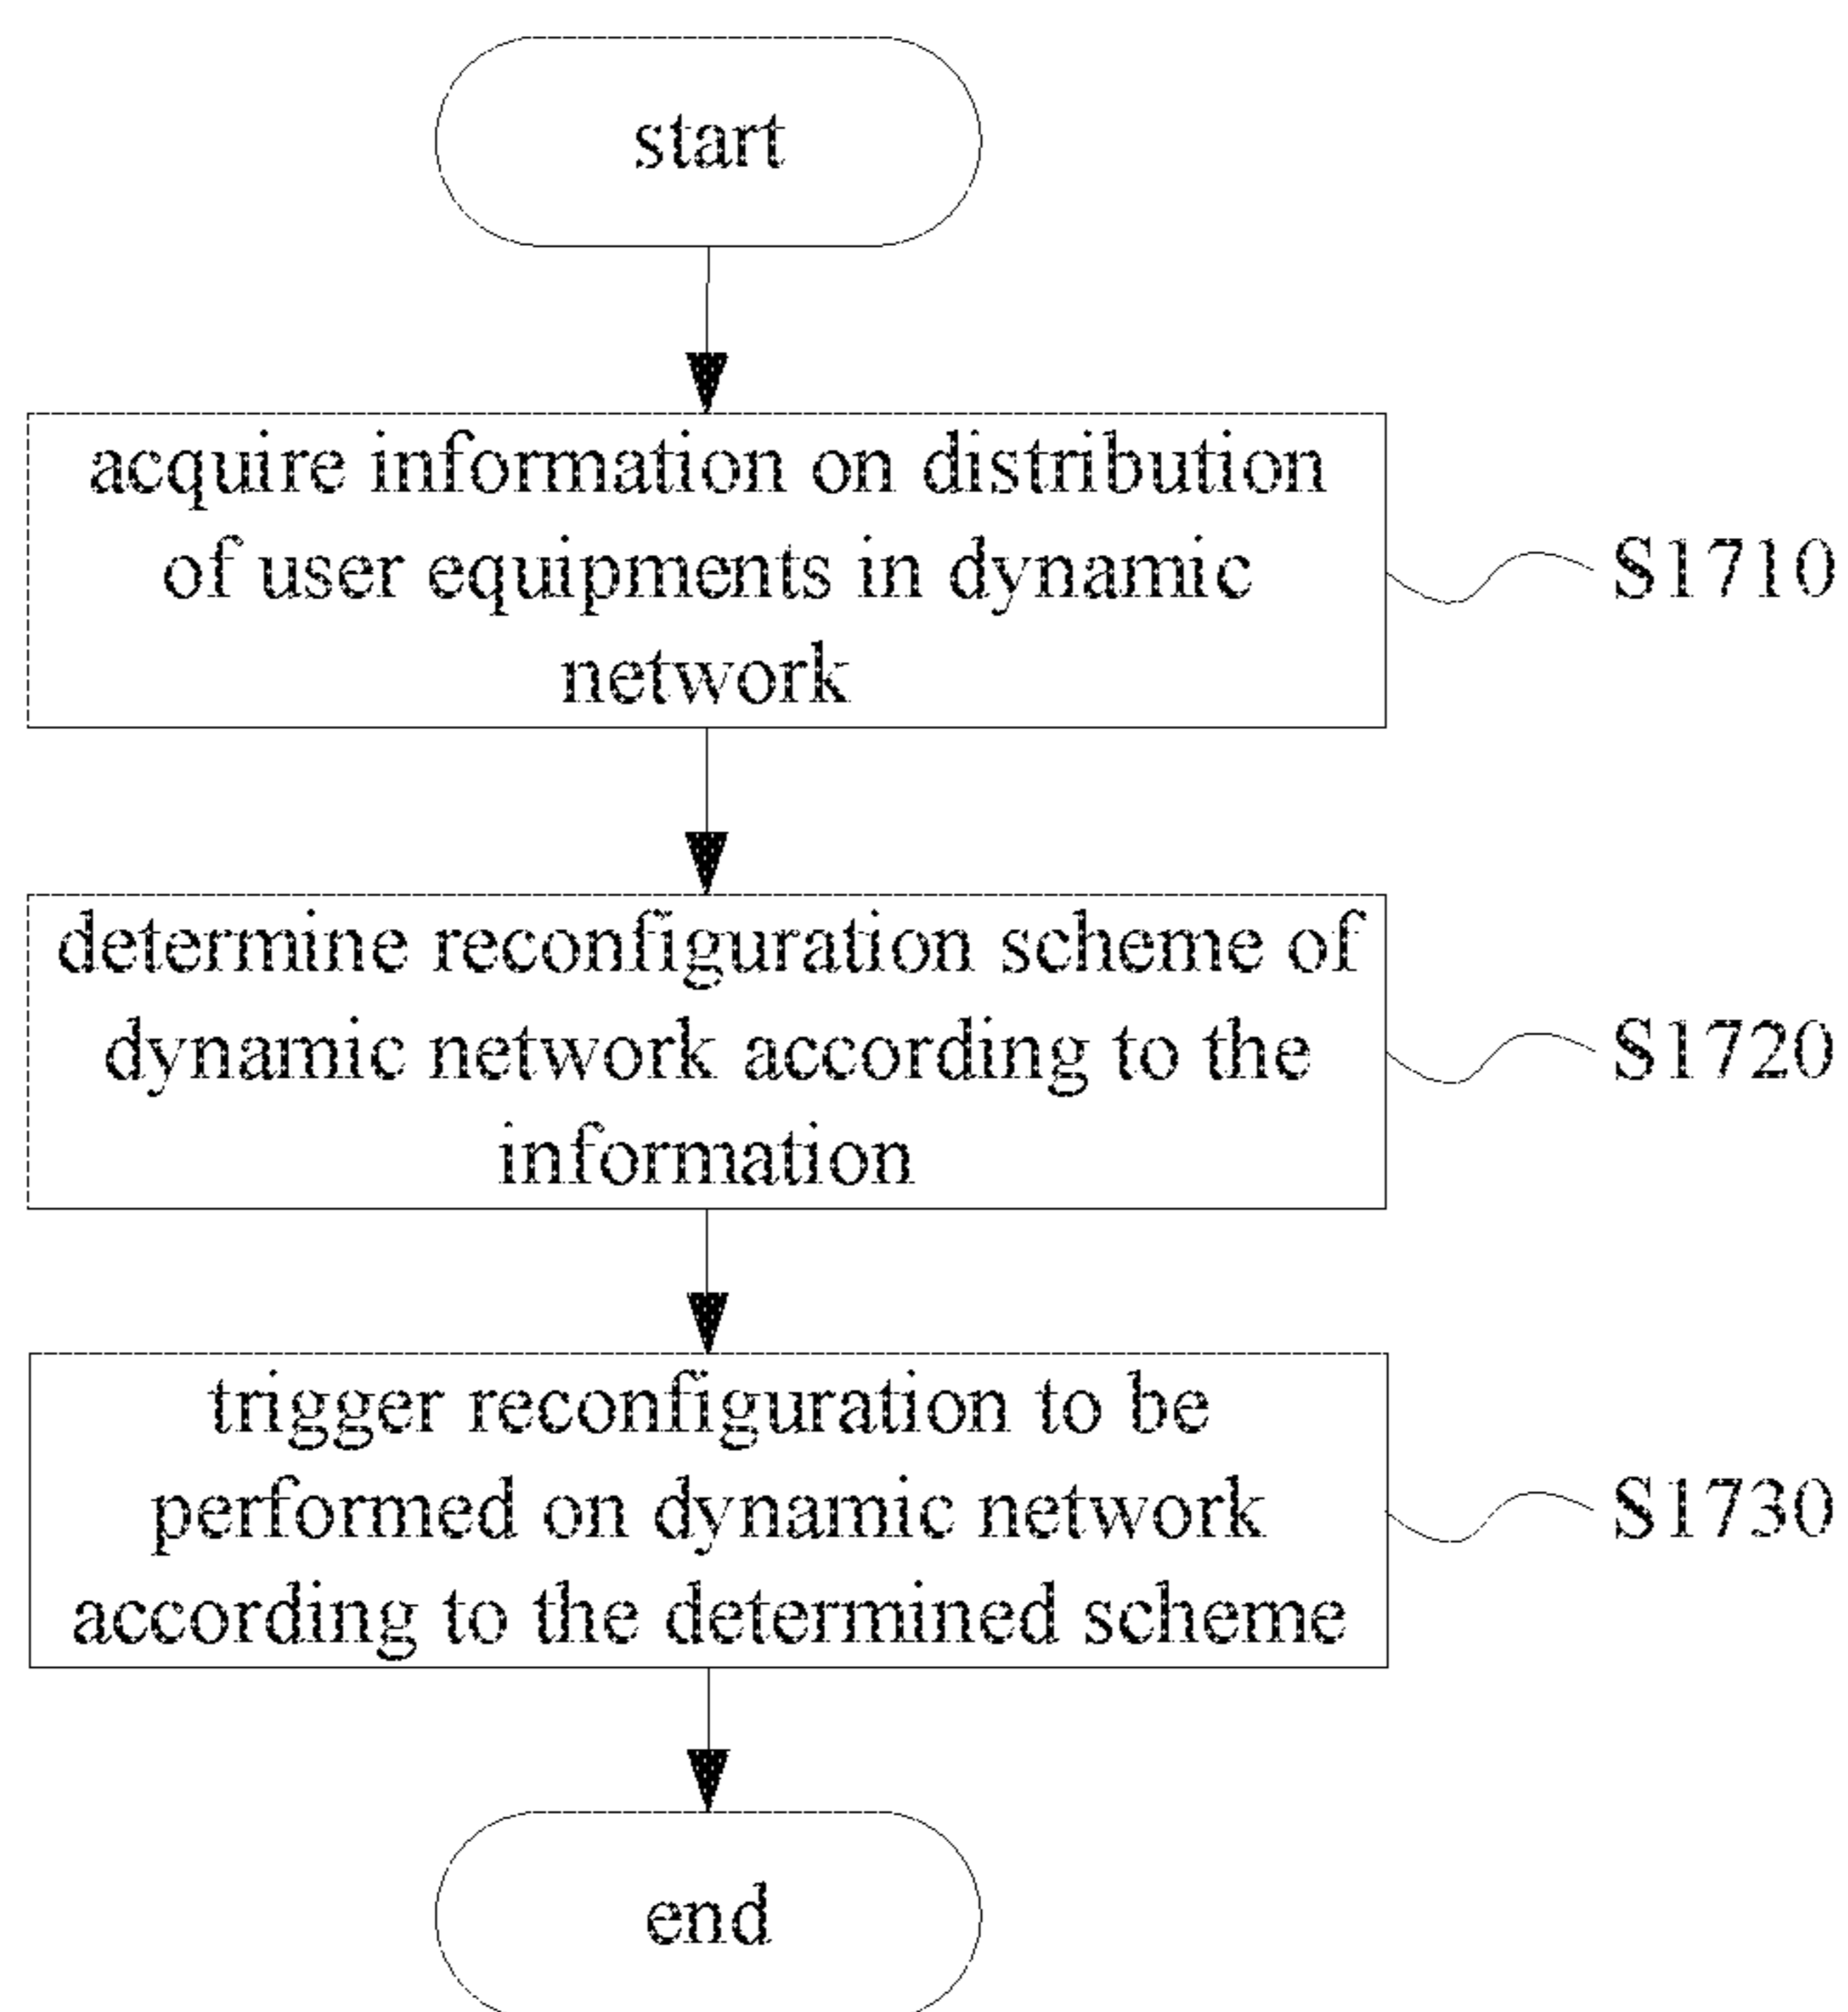 start
acquire information on distribution
of user equipments in dynamic
network
S1710
determine reconfiguration scheme of
dynamic network according to the
information
S1720
trigger reconfiguration to be
performed on dynamic network
according to the determined scheme
S1730
end